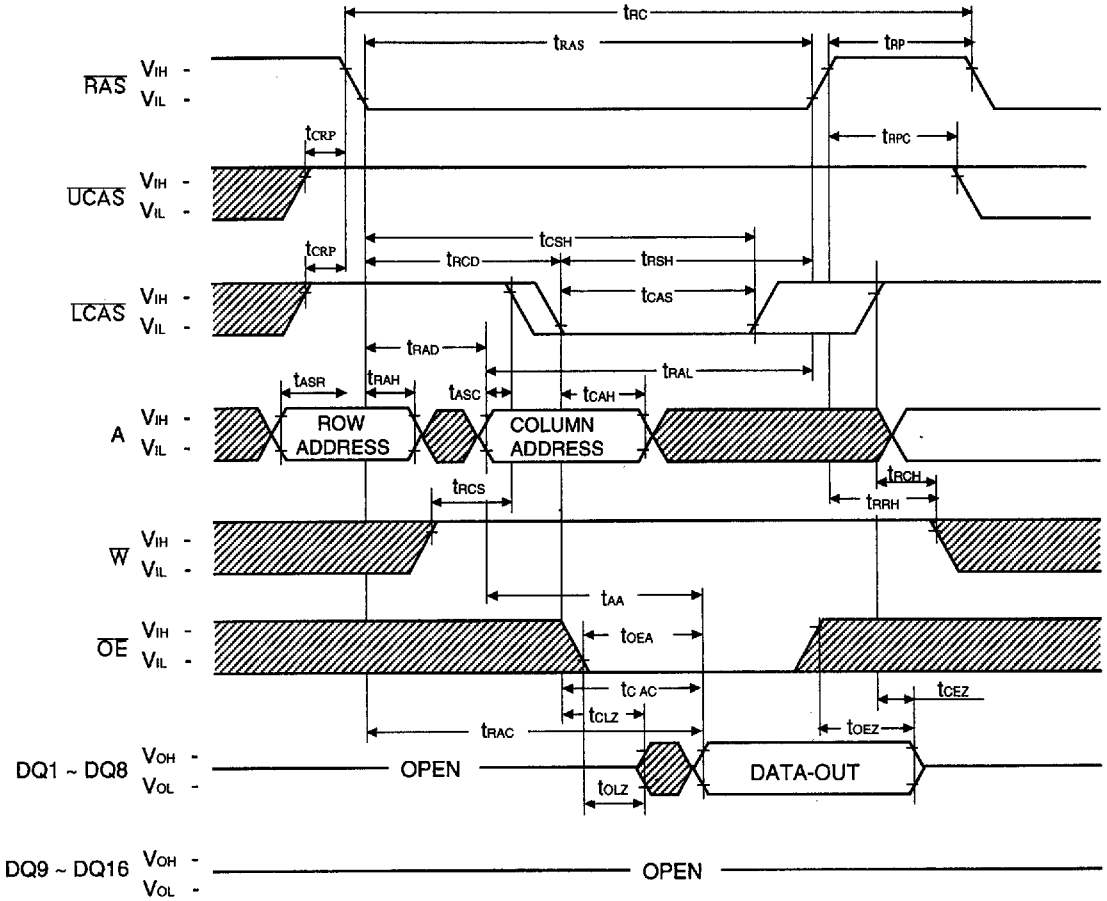 tRC
tRAS
tRP
RAS
VIH -
VIL -
tCRP
tRPC
UCAS
VIH -
VIL -
tCSH
tCRP
tRCD
tRSH
LCAS
VIH -
VIL -
tCAS
tRAD
tRAL
tASR
tRAH
tASC
tCAH
A
VIH -
VIL -
ROW
ADDRESS
COLUMN
ADDRESS
tRCS
tRCH
tRRH
W
VIH -
VIL -
tAA
OE
VIH -
VIL -
tOEA
tCAC
tCEZ
tCLZ
tRAC
tOEZ
DQ1 ~ DQ8
VOH -
VOL -
OPEN
DATA-OUT
tOLZ
DQ9 ~ DQ16
VOH -
VOL -
OPEN